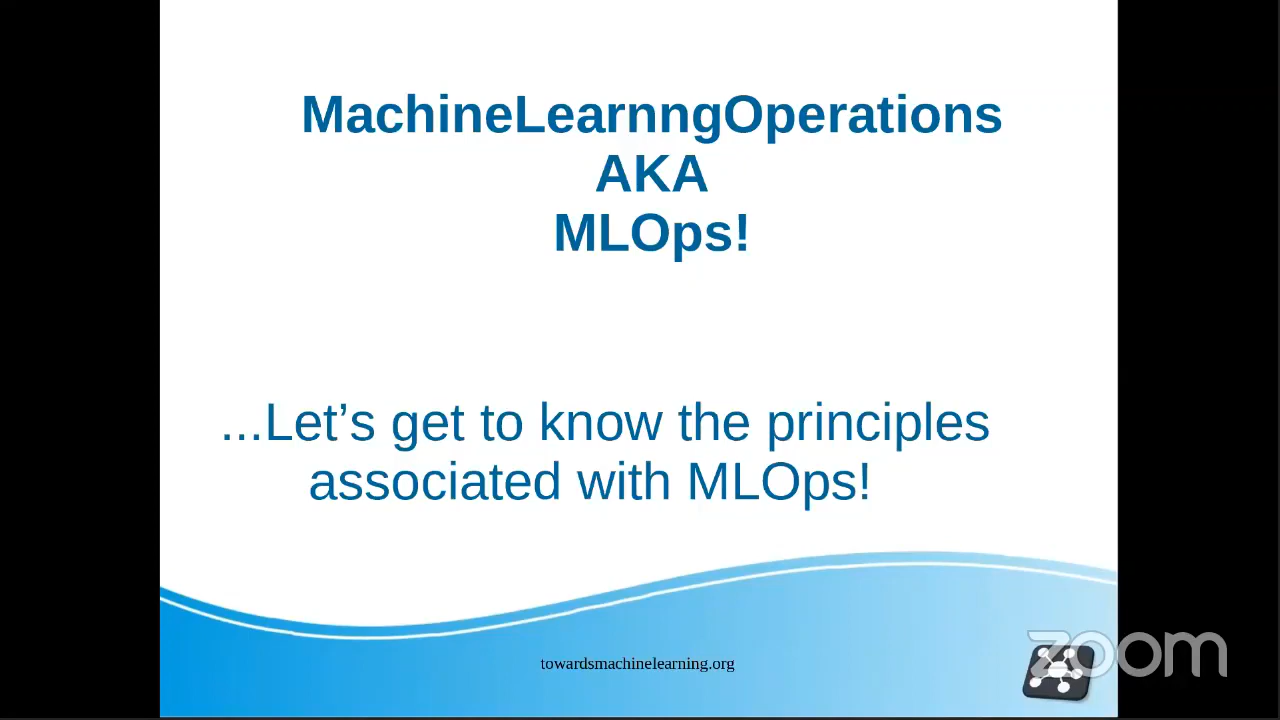 MachineLearnngOperations
AKA
MLOps!
...Let’s get to know the principles
associated with MLOps!
towardsmachinelearning.org
zoom